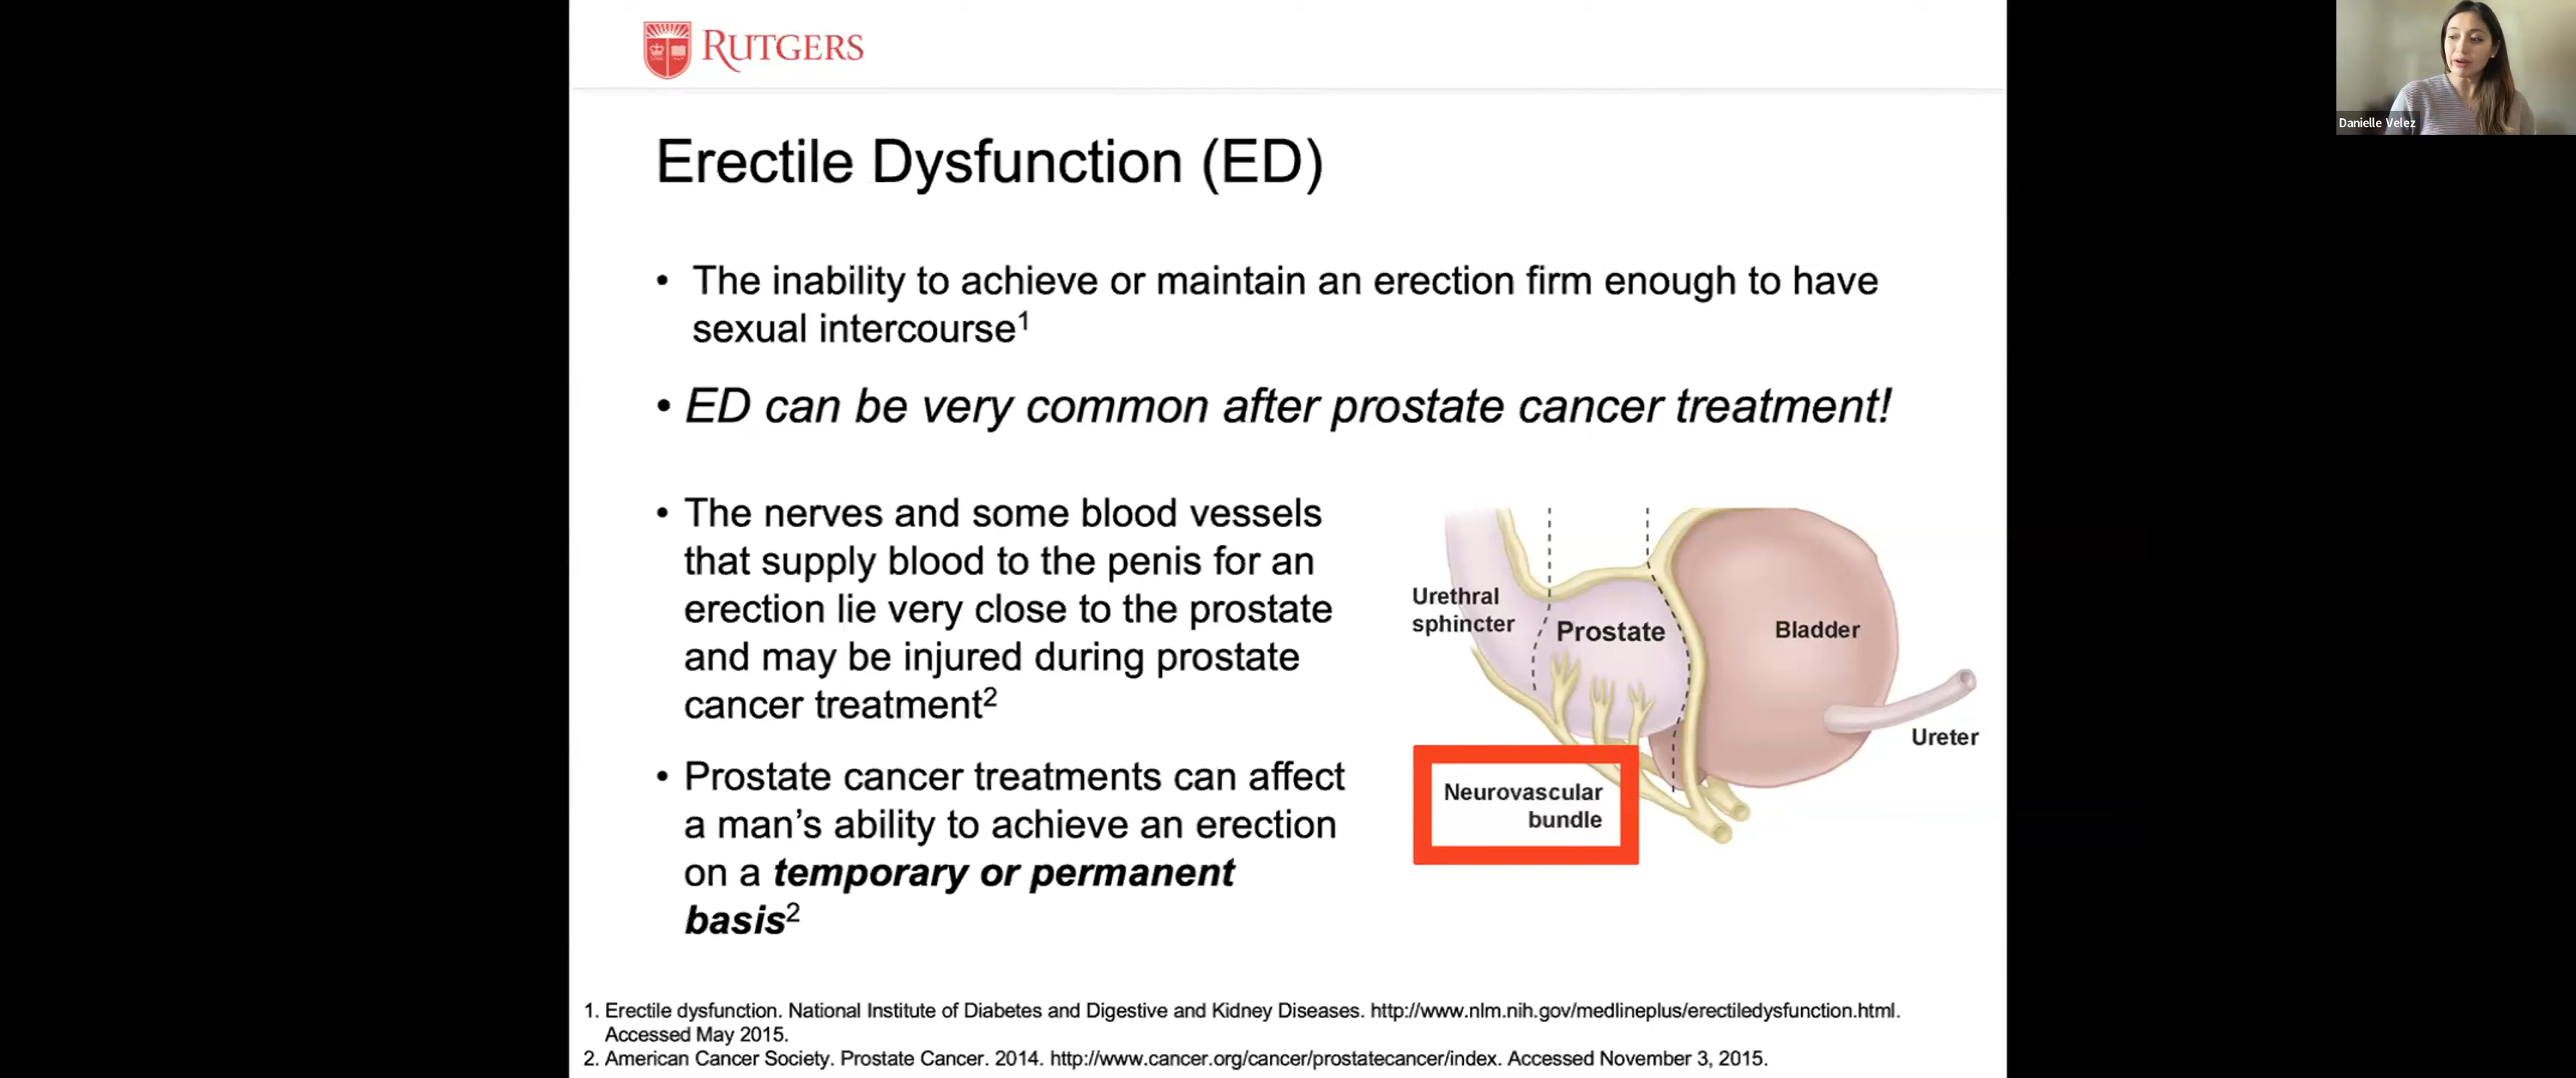 RUTGERS
Danielle Velez
Erectile Dysfunction (ED)
• The inability to achieve or maintain an erection firm enough to have
sexual intercourse1
• ED can be very common after prostate cancer treatment!
• The nerves and some blood vessels
that supply blood to the penis for an
erection lie very close to the prostate
and may be injured during prostate
cancer treatment2
• Prostate cancer treatments can affect
a man’s ability to achieve an erection
on a temporary or permanent
basis2
Urethral
sphincter
Prostate
Bladder
Ureter
Neurovascular
bundle
1. Erectile dysfunction. National Institute of Diabetes and Digestive and Kidney Diseases. http://www.nlm.nih.gov/medlineplus/erectiledysfunction.html.
Accessed May 2015.
2. American Cancer Society. Prostate Cancer. 2014. http://www.cancer.org/cancer/prostatecancer/index. Accessed November 3, 2015.